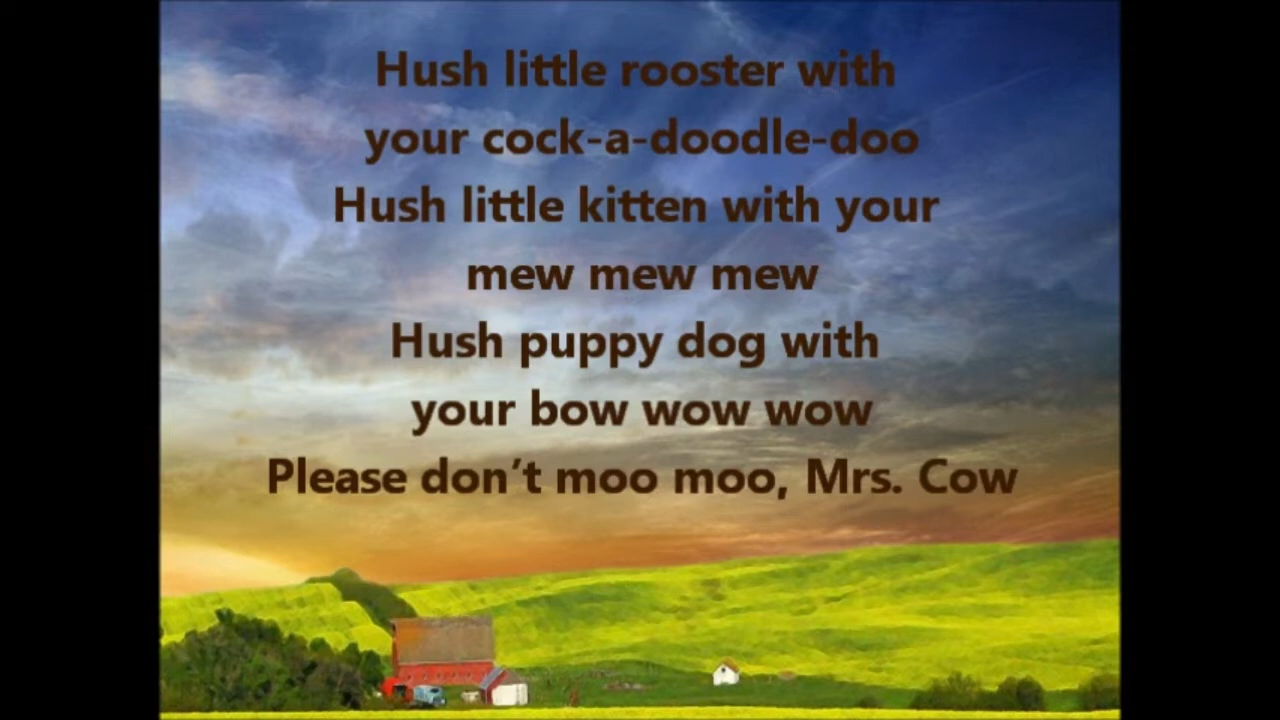 Hush little rooster with
your cock-a-doodle-doo
Hush little kitten with your
mew mew mew
Hush puppy dog with
your bow wow wow
Please don’t moo moo, Mrs. Cow